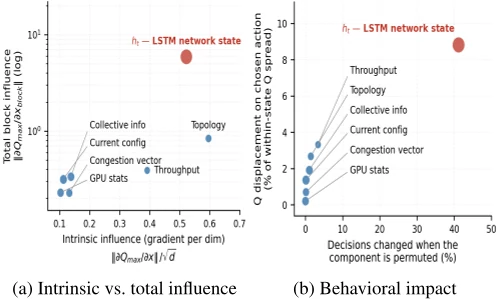 Total block influence
‖∂Qmax/∂xblock‖ (log)
10¹
10⁰
hₜ — LSTM network state
Collective info
Current config
Congestion vector
GPU stats
Topology
Throughput
0.1 0.2 0.3 0.4 0.5 0.6 0.7
Intrinsic influence (gradient per dim)
‖∂Qmax/∂x‖/√d
(a) Intrinsic vs. total influence
Q displacement on chosen action
(% of within-state Q spread)
10
8
6
4
2
0
hₜ — LSTM network state
Throughput
Topology
Collective info
Current config
Congestion vector
GPU stats
0 10 20 30 40 50
Decisions changed when the
component is permuted (%)
(b) Behavioral impact